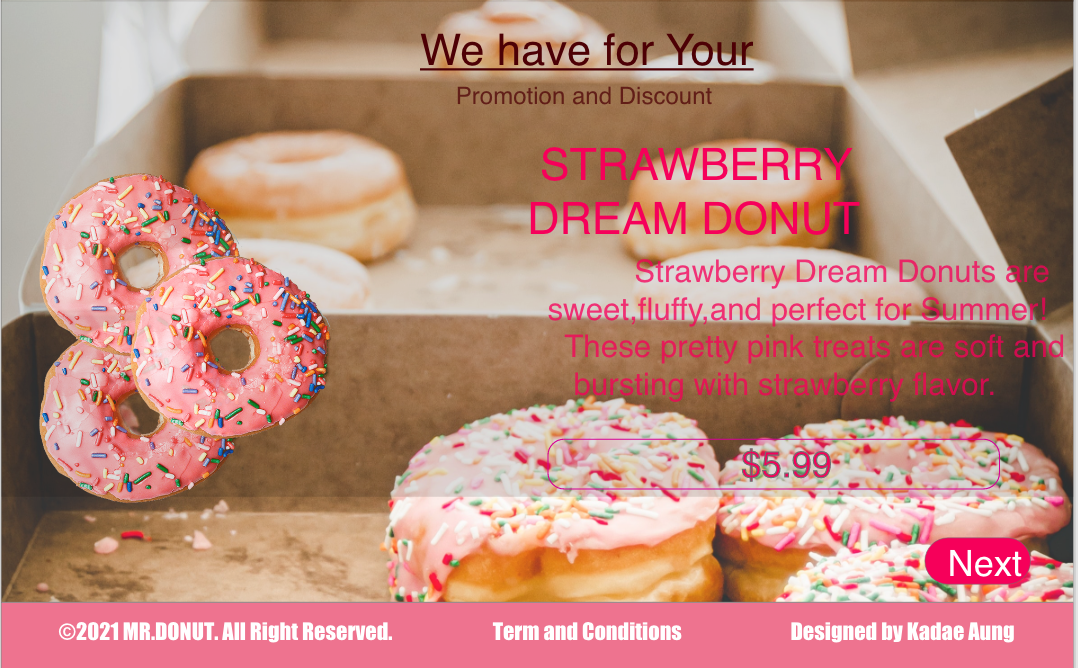 We have for Your
Promotion and Discount
STRAWBERRY
DREAM DONUT
Strawberry Dream Donuts are
sweet,fluffy,and perfect for Summer!
These pretty pink treats are soft and
bursting with strawberry flavor.
$5.99
Next
©2021 MR.DONUT. All Right Reserved.
Term and Conditions
Designed by Kadae Aung